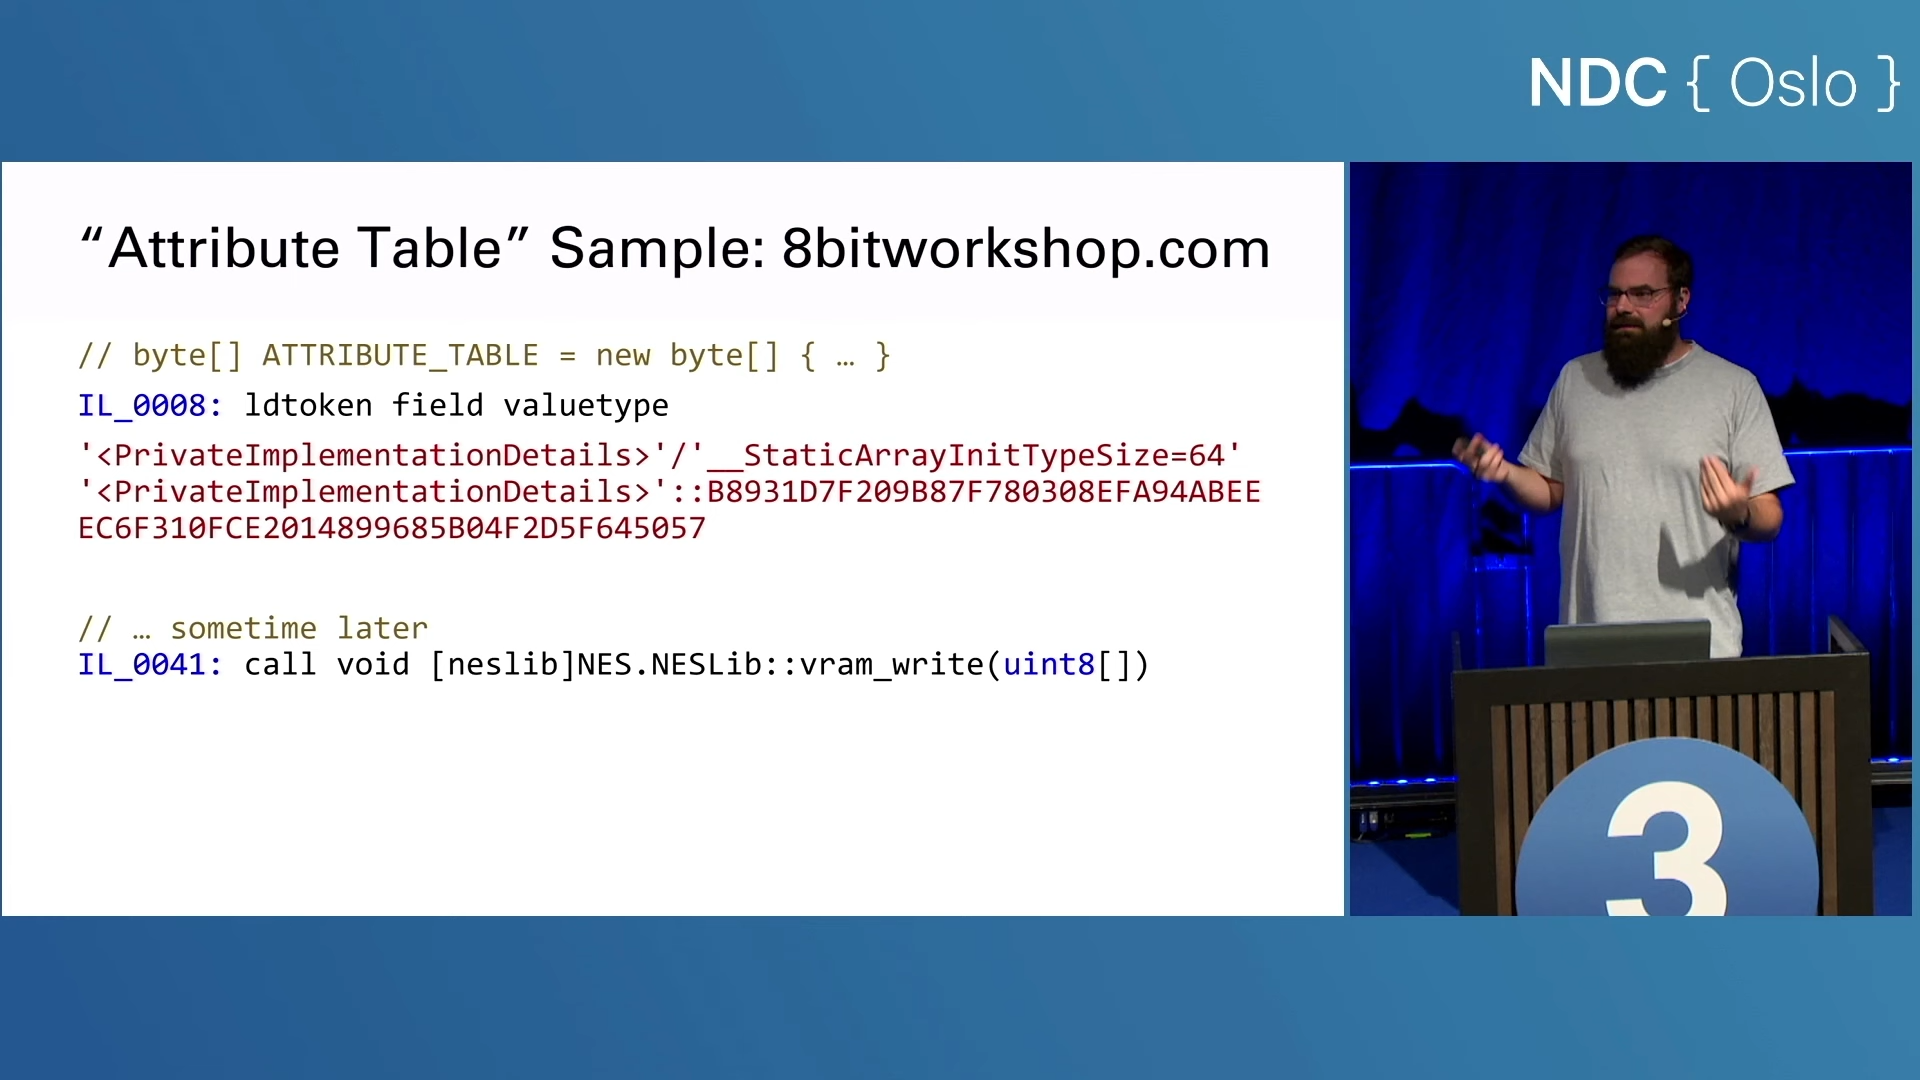 NDC { Oslo }
“Attribute Table” Sample: 8bitworkshop.com
// byte[] ATTRIBUTE_TABLE = new byte[] { … }
IL_0008: ldtoken field valuetype
'<PrivateImplementationDetails>'/'__StaticArrayInitTypeSize=64'
'<PrivateImplementationDetails>'::B8931D7F209B87F780308EFA94ABEE
EC6F310FCE2014899685B04F2D5F645057
// … sometime later
IL_0041: call void [neslib]NES.NESLib::vram_write(uint8[])
3